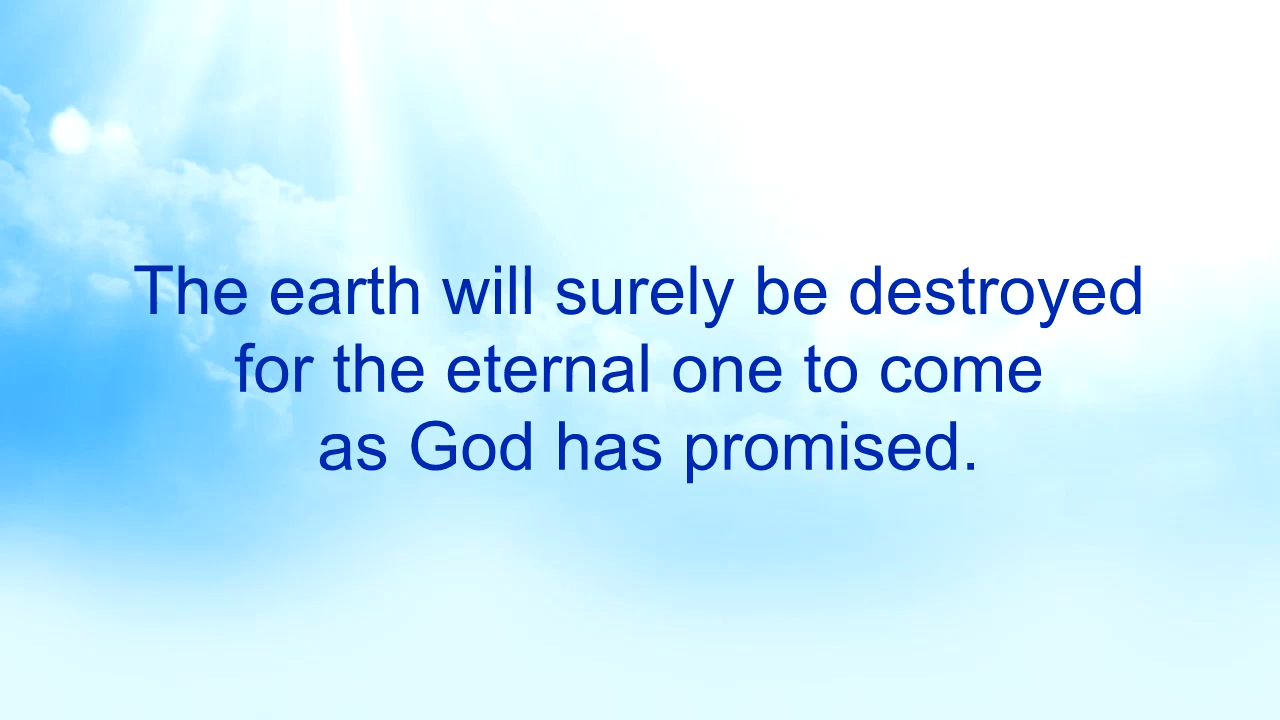 The earth will surely be destroyed
for the eternal one to come
as God has promised.